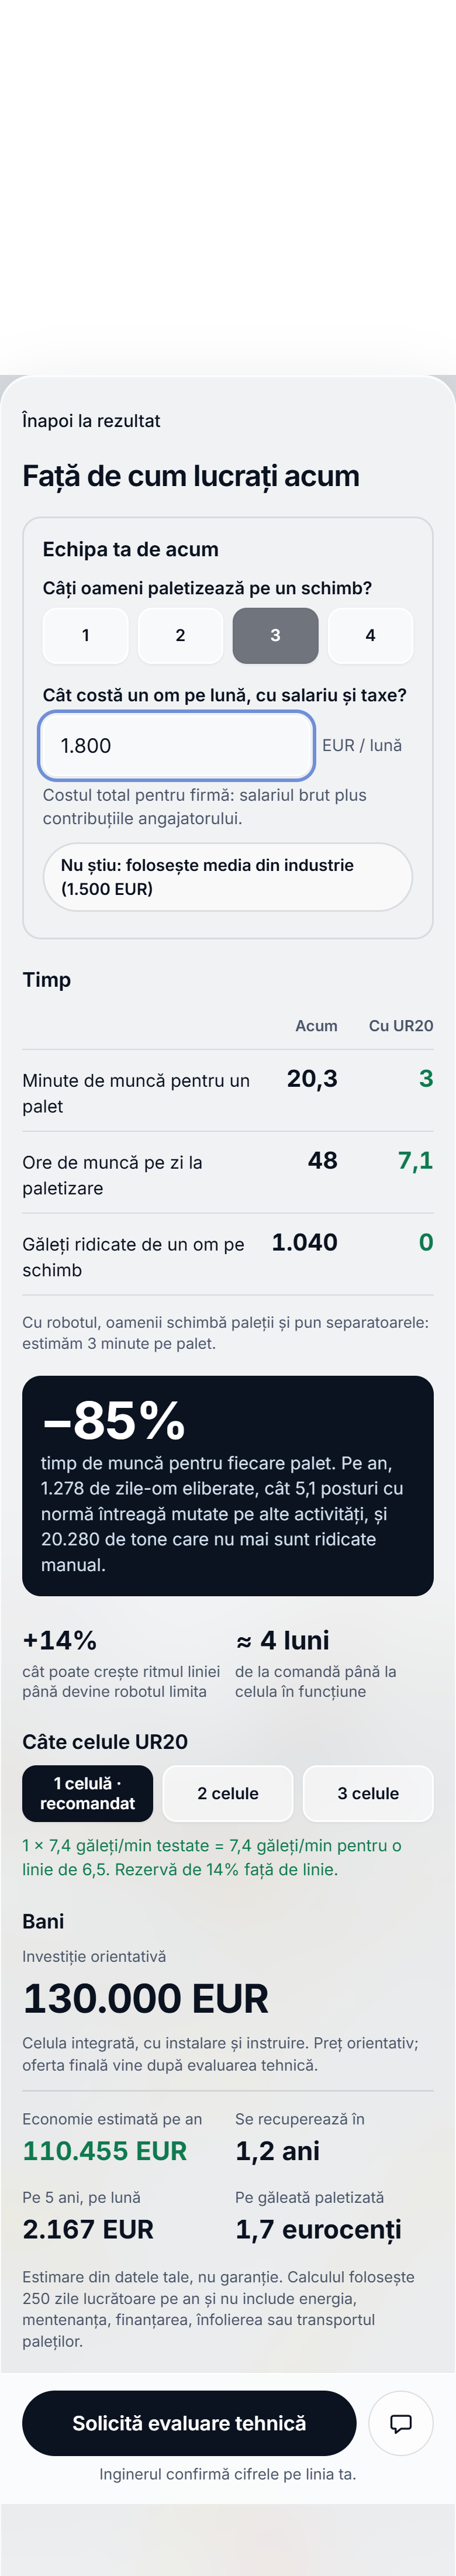 Înapoi la rezultat
Față de cum lucrați acum
Echipa ta de acum
Câți oameni paletizează pe un schimb?
1 2 3 4
Cât costă un om pe lună, cu salariu și taxe?
1.800 EUR / lună
Costul total pentru firmă: salariul brut plus
contribuțiile angajatorului.
Nu știu: folosește media din industrie
(1.500 EUR)
Timp
Acum Cu UR20
Minute de muncă pentru un
palet
20,3 3
Ore de muncă pe zi la
paletizare
48 7,1
Găleți ridicate de un om pe
schimb
1.040 0
Cu robotul, oamenii schimbă paleții și pun separatoarele:
estimăm 3 minute pe palet.
−85%
timp de muncă pentru fiecare palet. Pe an,
1.278 de zile-om eliberate, cât 5,1 posturi cu
normă întreagă mutate pe alte activități, și
20.280 de tone care nu mai sunt ridicate
manual.
+14%
cât poate crește ritmul liniei
până devine robotul limita
≈ 4 luni
de la comandă până la
celula în funcțiune
Câte celule UR20
1 celulă ·
recomandat
2 celule
3 celule
1 × 7,4 găleți/min testate = 7,4 găleți/min pentru o
linie de 6,5. Rezervă de 14% față de linie.
Bani
Investiție orientativă
130.000 EUR
Celula integrată, cu instalare și instruire. Preț orientativ;
oferta finală vine după evaluarea tehnică.
Economie estimată pe an
110.455 EUR
Se recuperează în
1,2 ani
Pe 5 ani, pe lună
2.167 EUR
Pe găleată paletizată
1,7 eurocenți
Estimare din datele tale, nu garanție. Calculul folosește
250 zile lucrătoare pe an și nu include energia,
mentenanța, finanțarea, înfolierea sau transportul
paleților.
Solicită evaluare tehnică
Inginerul confirmă cifrele pe linia ta.